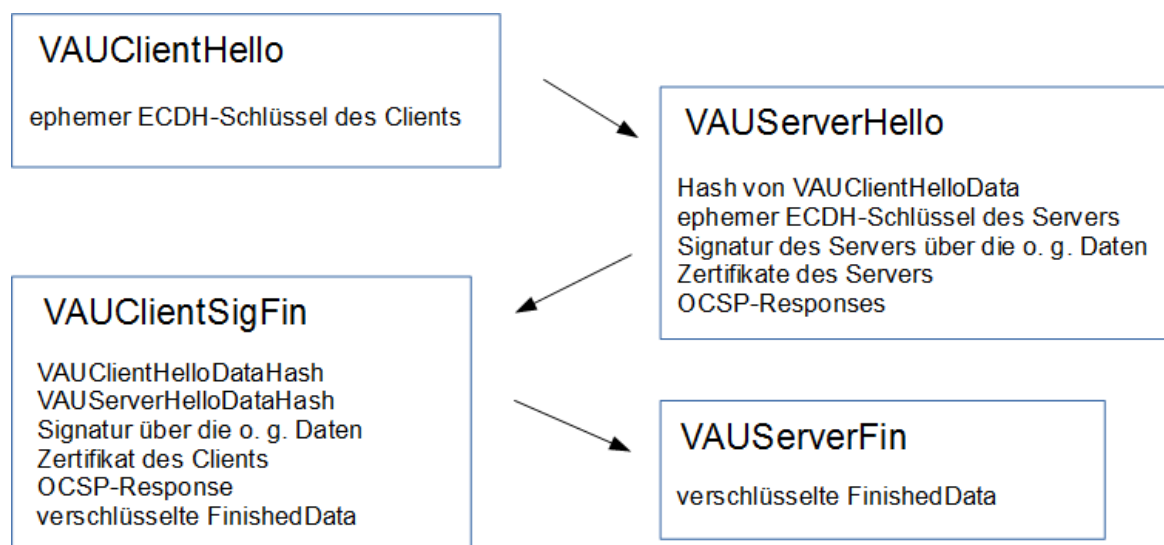 VAUClientHello
ephemer ECDH-Schlüssel des Clients
VAUServerHello
Hash von VAUClientHelloData
ephemer ECDH-Schlüssel des Servers
Signatur des Servers über die o. g. Daten
Zertifikate des Servers
OCSP-Responses
VAUClientSigFin
VAUClientHelloDataHash
VAUServerHelloDataHash
Signatur über die o. g. Daten
Zertifikat des Clients
OCSP-Response
verschlüsselte FinishedData
VAUServerFin
verschlüsselte FinishedData